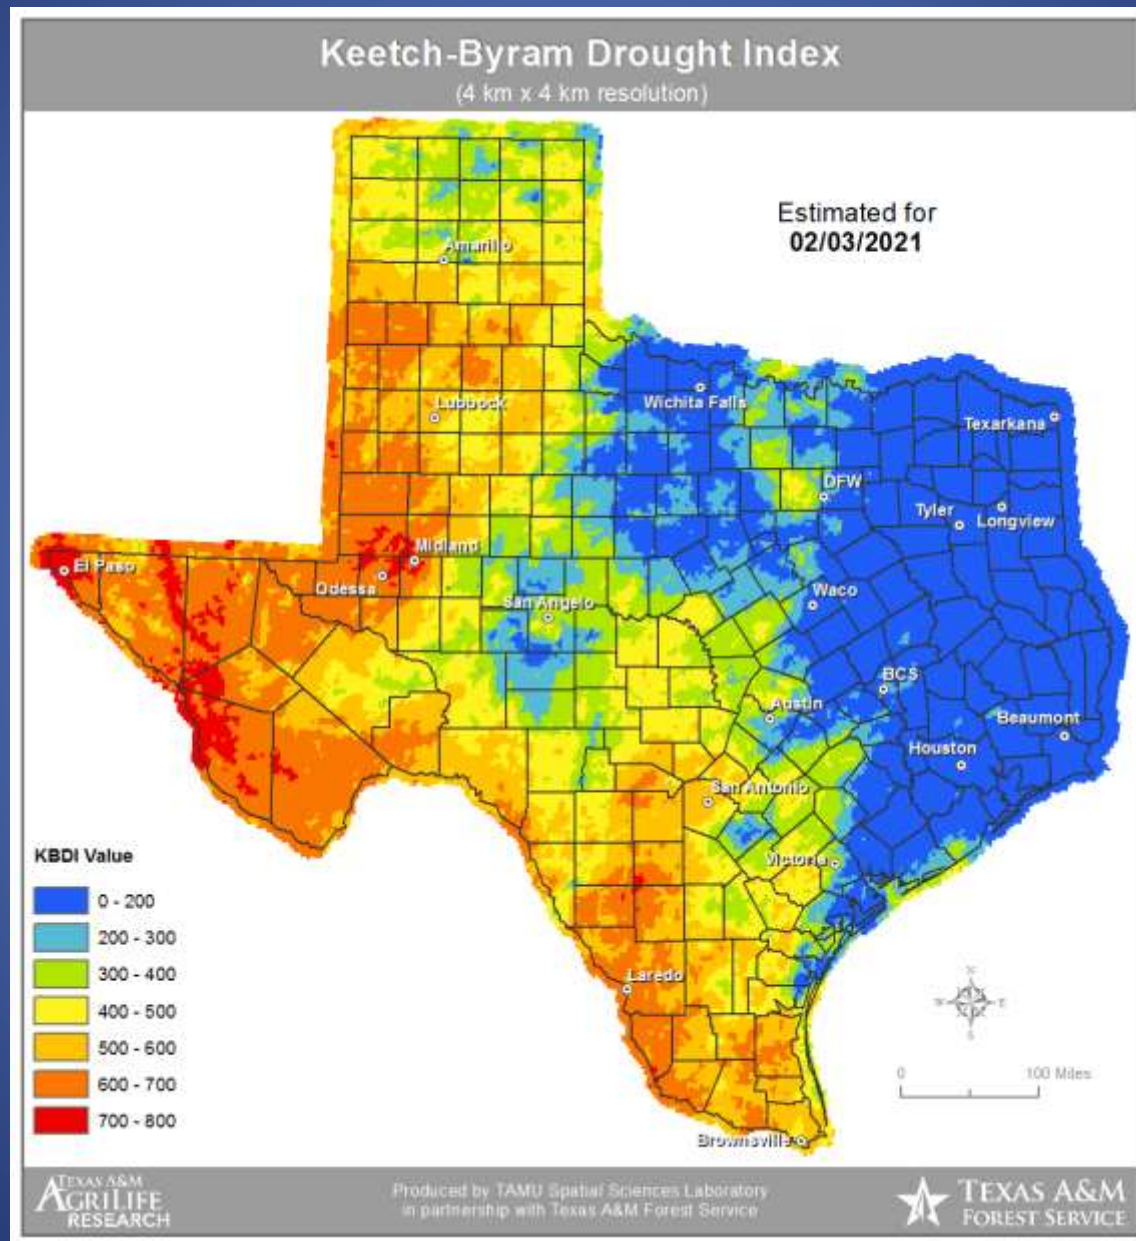 Keetch-Byram Drought Index
(4 km x 4 km resolution)
Estimated for
02/03/2021
Amarillo
Wichita Falls
Lubbock
Texarkana
DFW
Tyler
Longview
Midland
El Paso
Odessa
San Angelo
Waco
BCS
Austin
Beaumont
Houston
San Antonio
Victoria
Laredo
Brownsville
KBDI Value
0 - 200
200 - 300
300 - 400
400 - 500
500 - 600
600 - 700
700 - 800
N
W E
S
0 100 Miles
TEXAS A&M
AGRILIFE
RESEARCH
Produced by TAMU Spatial Sciences Laboratory
in partnership with Texas A&M Forest Service
TEXAS A&M
FOREST SERVICE